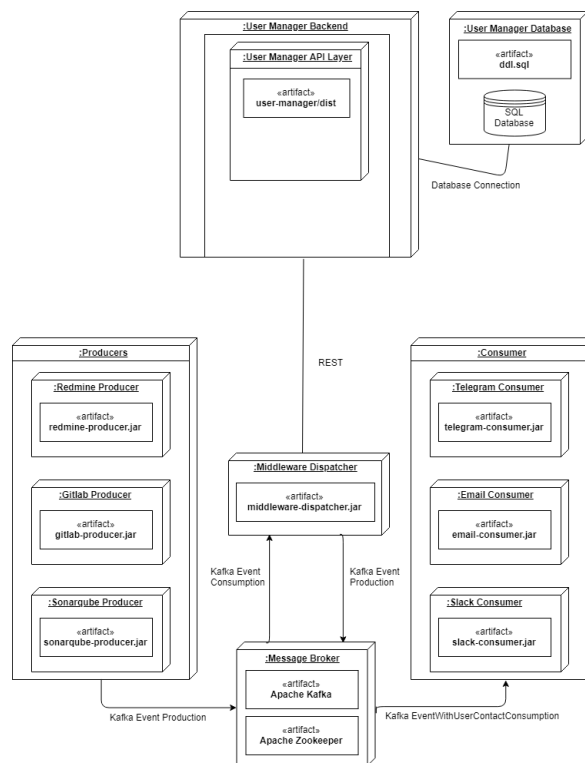 :User Manager Backend
:User Manager API Layer
«artifact»
user-manager/dist
:User Manager Database
«artifact»
ddl.sql
SQL
Database
Database Connection
REST
:Producers
:Redmine Producer
«artifact»
redmine-producer.jar
:Gitlab Producer
«artifact»
gitlab-producer.jar
:Sonarqube Producer
«artifact»
sonarqube-producer.jar
:Middleware Dispatcher
«artifact»
middleware-dispatcher.jar
Kafka Event
Consumption
Kafka Event
Production
:Consumer
:Telegram Consumer
«artifact»
telegram-consumer.jar
:Email Consumer
«artifact»
email-consumer.jar
:Slack Consumer
«artifact»
slack-consumer.jar
:Message Broker
«artifact»
Apache Kafka
«artifact»
Apache Zookeeper
Kafka Event Production
Kafka EventWithUserContactConsumption